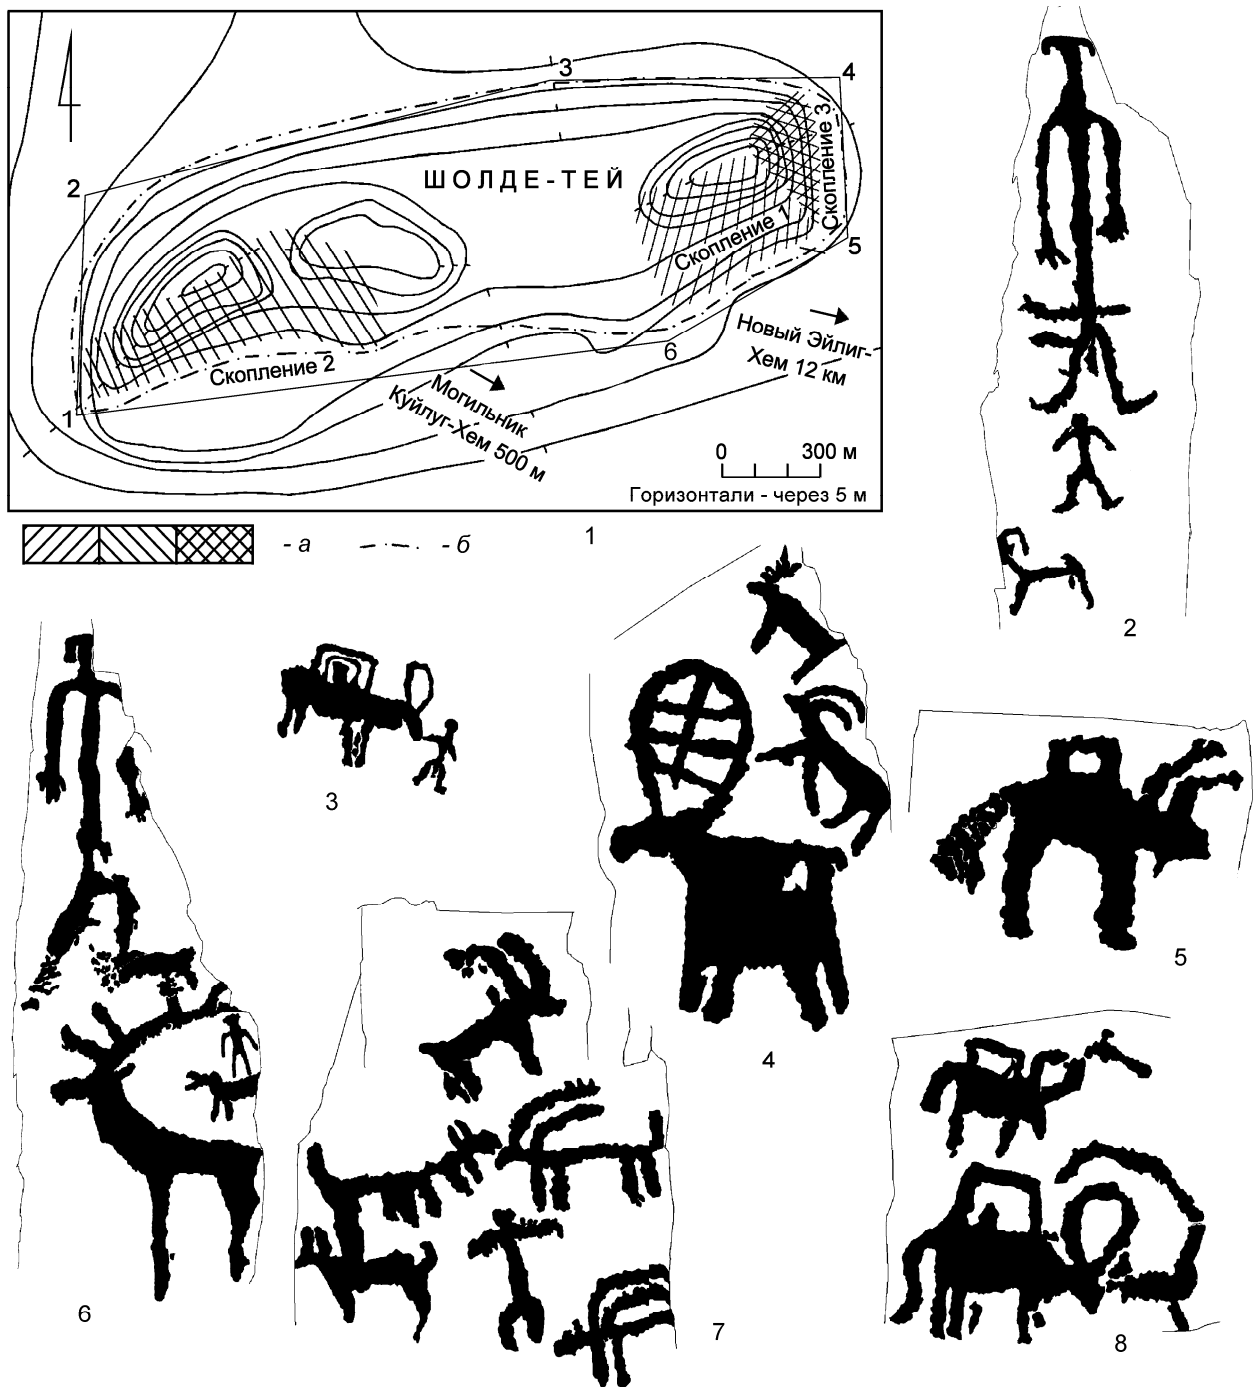 3
4
2
ШОЛДЕ-ТЕЙ
Скопление 3
Скопление 1
5
Новый Эйлиг-
Хем 12 км
6
Скопление 2
1
Могильник
Куйлуг-Хем 500 м
0 300 м
Горизонтали - через 5 м
- а - б
1
2
3
4
5
6
7
8